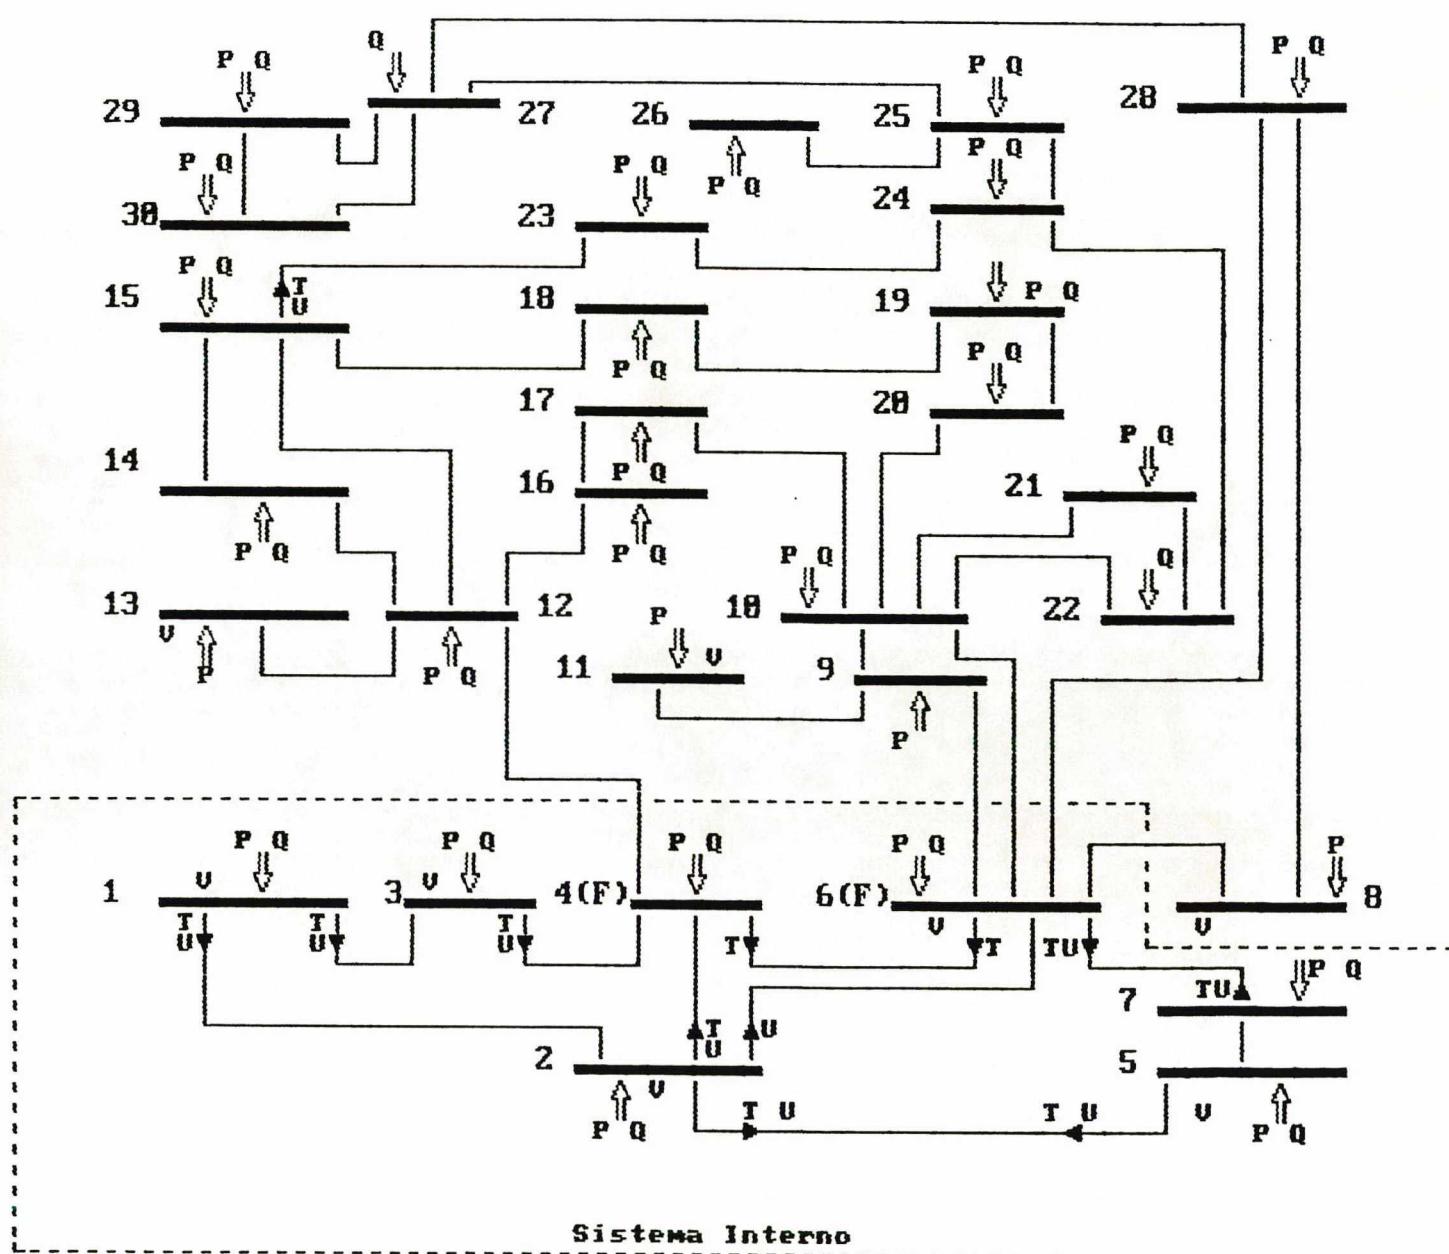 Q
P Q
P Q
P Q
29
27
26
25
28
P Q
P Q
P Q
P Q
30
23
24
P Q
T
U
15
18
19
P Q
P Q
P Q
17
20
14
P Q
P Q
16
21
P Q
P Q
P Q
Q
13
12
10
22
V
P
P Q
P
V
11
9
P
P Q
P Q
P Q
P Q
P
V
V
1
3
4(F)
6(F)
8
T
U
T
U
T
U
T
V
T
TU
V
P Q
TU
7
T
U
U
2
5
V
T U
T U
V
P Q
P Q
Sistema Interno